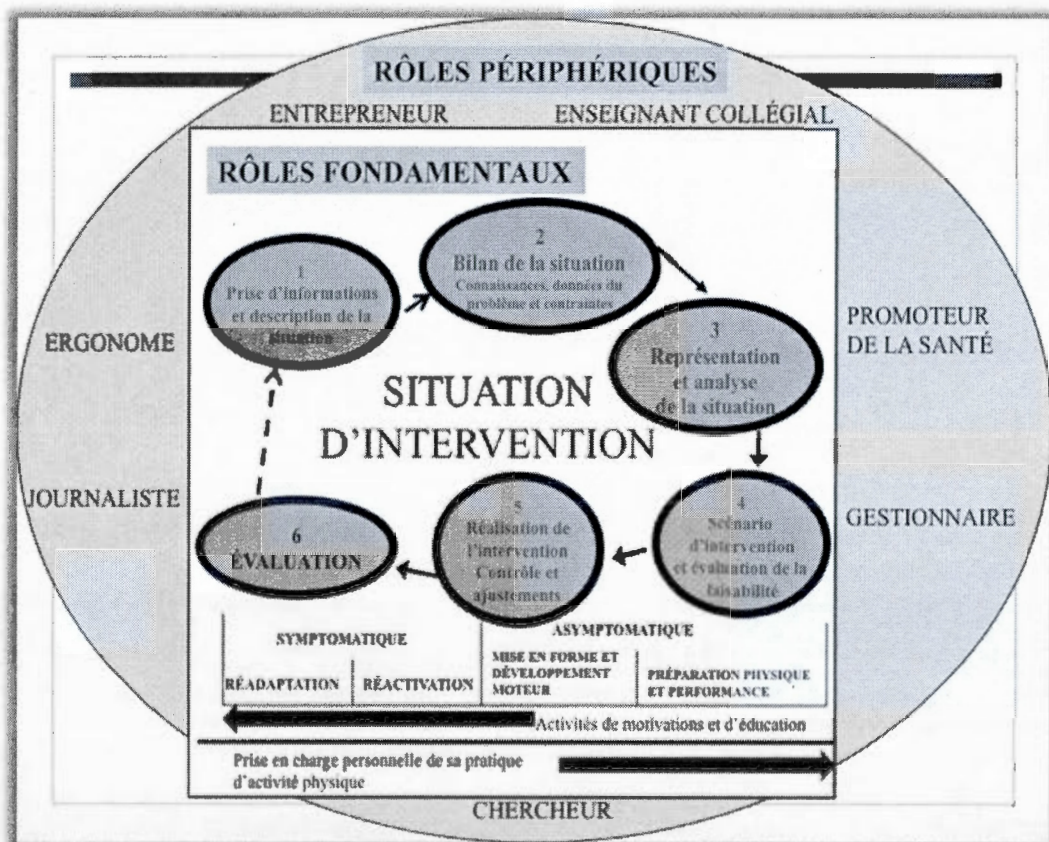 RÔLES PÉRIPHÉRIQUES
ENTREPRENEUR
ENSEIGNANT COLLÉGIAL
RÔLES FONDAMENTAUX
1
Prise d'informations
et description de la
situation
2
Bilan de la situation
Connaissances, données du
problème et contraintes
3
Représentation
et analyse
de la situation
ERGONOME
PROMOTEUR
DE LA SANTÉ
SITUATION
D'INTERVENTION
JOURNALISTE
GESTIONNAIRE
6
ÉVALUATION
5
Réalisation de
l'intervention
Contrôle et
ajustements
4
Scénario
d'intervention
et évaluation de la
faisabilité
SYMPTOMATIQUE
ASYMPTOMATIQUE
RÉADAPTATION
RÉACTIVATION
MISE EN FORME ET
DÉVELOPPEMENT
MOTEUR
PRÉPARATION PHYSIQUE
ET PERFORMANCE
Activités de motivations et d'éducation
Prise en charge personnelle de sa pratique
d'activité physique
CHERCHEUR